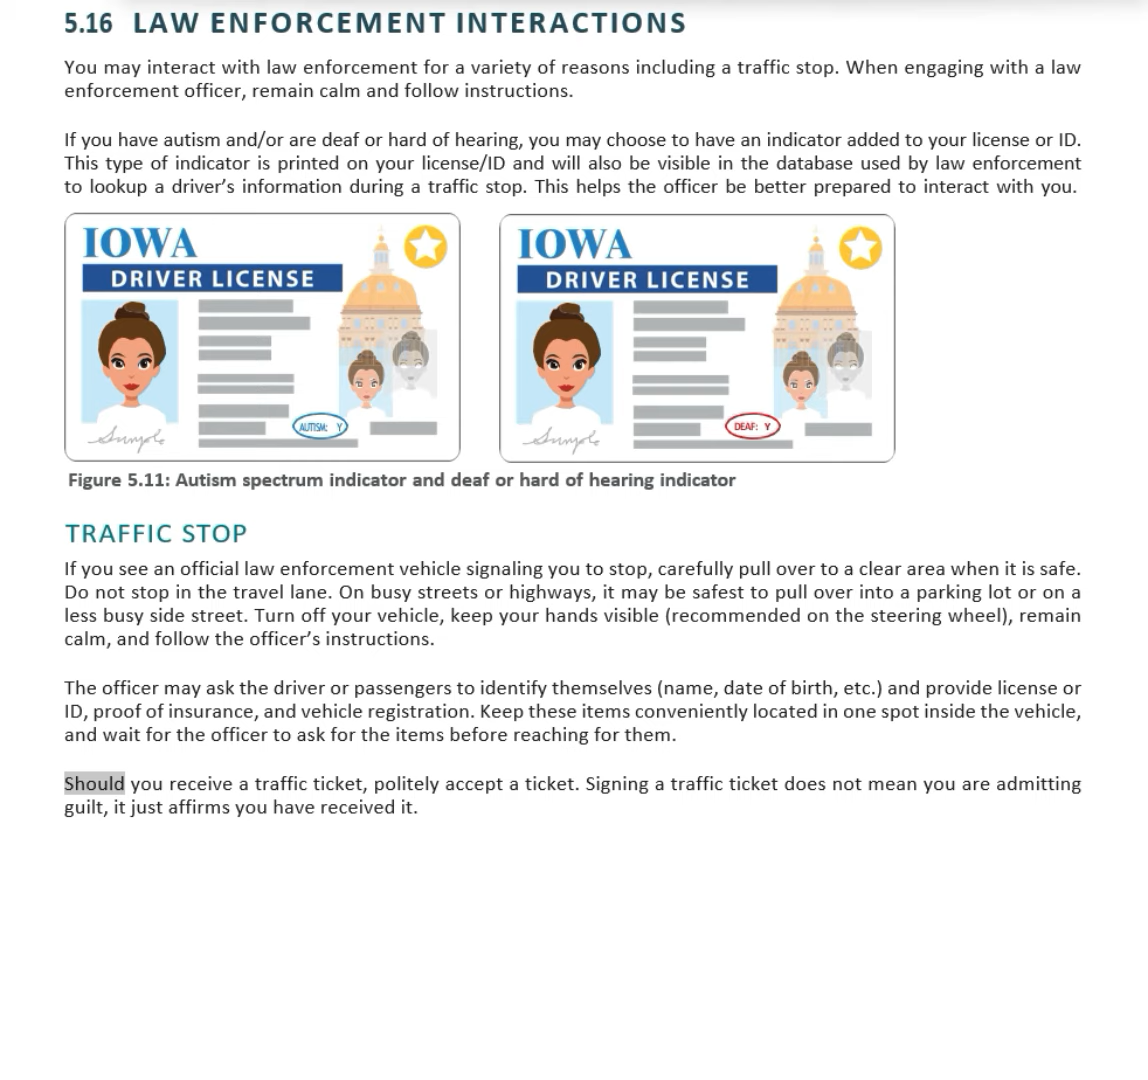 5.16 LAW ENFORCEMENT INTERACTIONS
You may interact with law enforcement for a variety of reasons including a traffic stop. When engaging with a law
enforcement officer, remain calm and follow instructions.
If you have autism and/or are deaf or hard of hearing, you may choose to have an indicator added to your license or ID.
This type of indicator is printed on your license/ID and will also be visible in the database used by law enforcement
to lookup a driver's information during a traffic stop. This helps the officer be better prepared to interact with you.
IOWA
DRIVER LICENSE
AUTISM: Y
Sample
IOWA
DRIVER LICENSE
DEAF: Y
Sample
Figure 5.11: Autism spectrum indicator and deaf or hard of hearing indicator
TRAFFIC STOP
If you see an official law enforcement vehicle signaling you to stop, carefully pull over to a clear area when it is safe.
Do not stop in the travel lane. On busy streets or highways, it may be safest to pull over into a parking lot or on a
less busy side street. Turn off your vehicle, keep your hands visible (recommended on the steering wheel), remain
calm, and follow the officer's instructions.
The officer may ask the driver or passengers to identify themselves (name, date of birth, etc.) and provide license or
ID, proof of insurance, and vehicle registration. Keep these items conveniently located in one spot inside the vehicle,
and wait for the officer to ask for the items before reaching for them.
Should you receive a traffic ticket, politely accept a ticket. Signing a traffic ticket does not mean you are admitting
guilt, it just affirms you have received it.